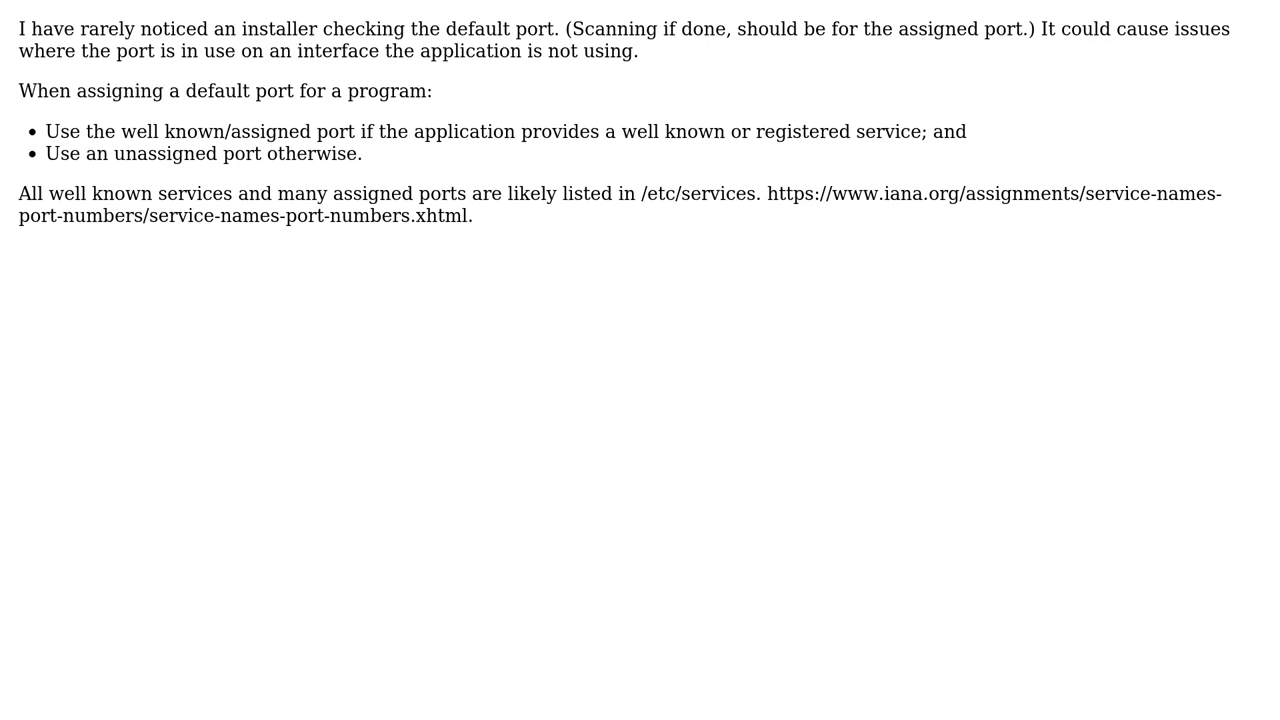 I have rarely noticed an installer checking the default port. (Scanning if done, should be for the assigned port.) It could cause issues
where the port is in use on an interface the application is not using.
When assigning a default port for a program:
• Use the well known/assigned port if the application provides a well known or registered service; and
• Use an unassigned port otherwise.
All well known services and many assigned ports are likely listed in /etc/services. https://www.iana.org/assignments/service-names-
port-numbers/service-names-port-numbers.xhtml.